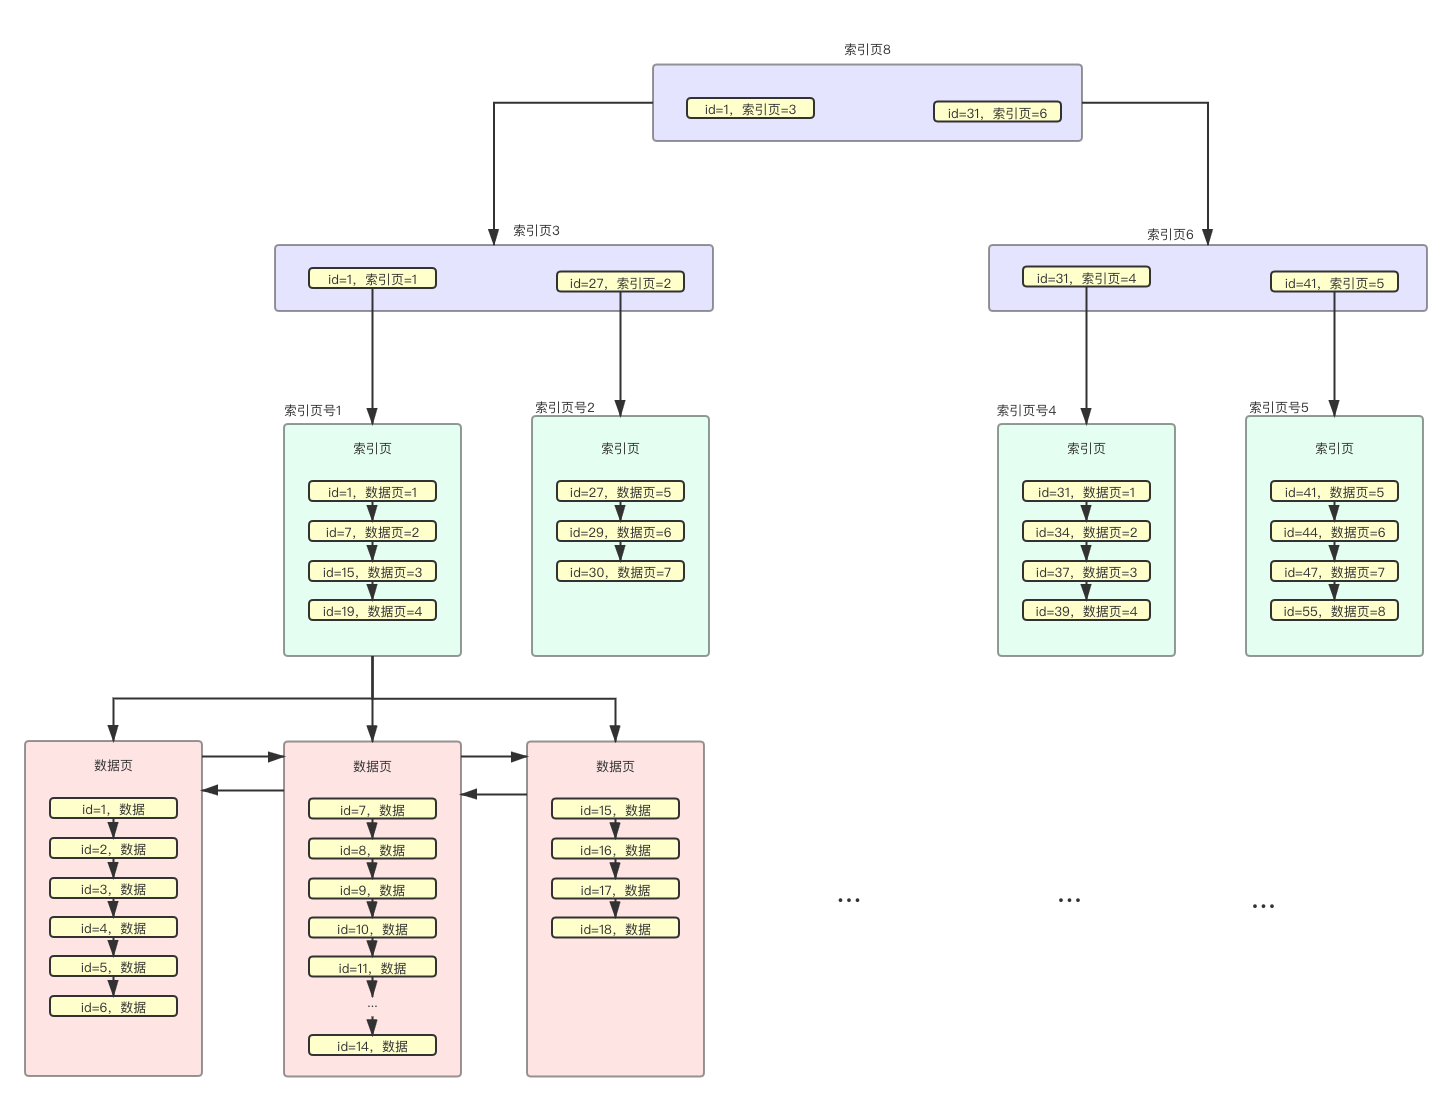 索引页8
id=1，索引页=3
id=31，索引页=6
索引页3
索引页6
id=1，索引页=1
id=27，索引页=2
id=31，索引页=4
id=41，索引页=5
索引页号1
索引页
id=1，数据页=1
id=7，数据页=2
id=15，数据页=3
id=19，数据页=4
索引页号2
索引页
id=27，数据页=5
id=29，数据页=6
id=30，数据页=7
索引页号4
索引页
id=31，数据页=1
id=34，数据页=2
id=37，数据页=3
id=39，数据页=4
索引页号5
索引页
id=41，数据页=5
id=44，数据页=6
id=47，数据页=7
id=55，数据页=8
数据页
id=1，数据
id=2，数据
id=3，数据
id=4，数据
id=5，数据
id=6，数据
数据页
id=7，数据
id=8，数据
id=9，数据
id=10，数据
id=11，数据
...
id=14，数据
数据页
id=15，数据
id=16，数据
id=17，数据
id=18，数据
...
...
...